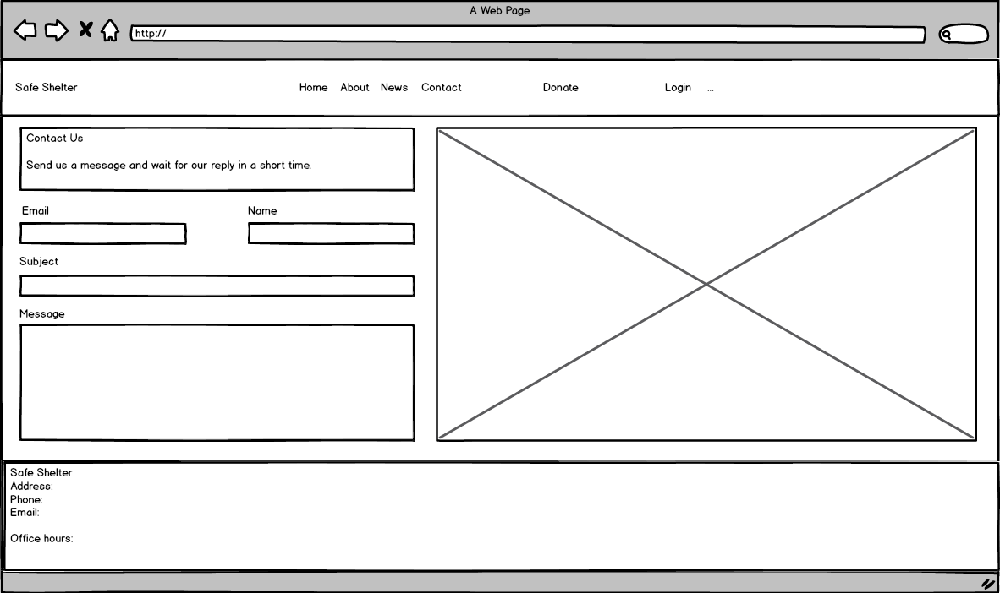 A Web Page
http://
Safe Shelter Home About News Contact Donate Login ...
Contact Us
Send us a message and wait for our reply in a short time.
Email Name
Subject
Message
Safe Shelter
Address:
Phone:
Email:
Office hours: